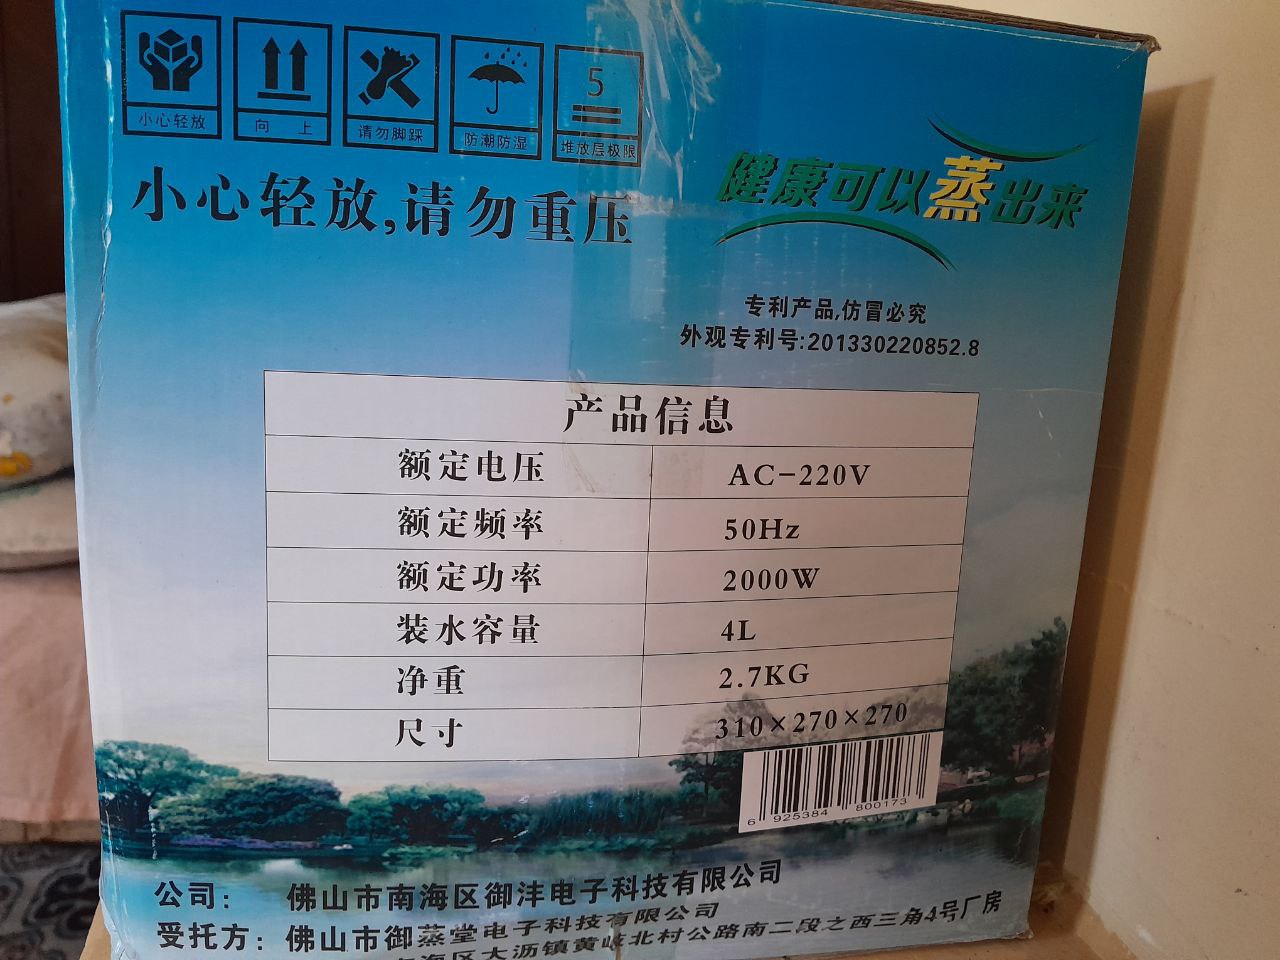 小心轻放
向 上
请勿脚踩
防潮防湿
5
堆放层极限
小心轻放,请勿重压
健康可以蒸出来
专利产品,仿冒必究
外观专利号:201330220852.8
产品信息
额定电压 AC-220V
额定频率 50Hz
额定功率 2000W
装水容量 4L
净重 2.7KG
尺寸 310×270×270
6 925384 800173
公司: 佛山市南海区御沣电子科技有限公司
受托方: 佛山市御蒸堂电子科技有限公司
南海区大沥镇黄岐北村公路南二段之西三角4号厂房